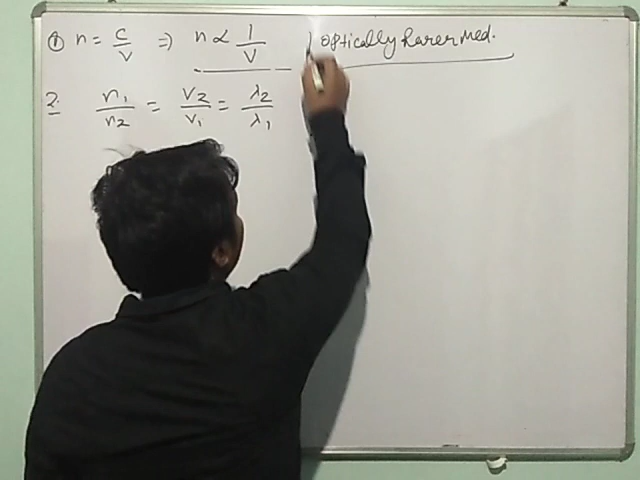 ① n = c/v ⇒ n ∝ 1/v optically Rarer Med.
2. n₁/n₂ = v₂/v₁ = λ₂/λ₁